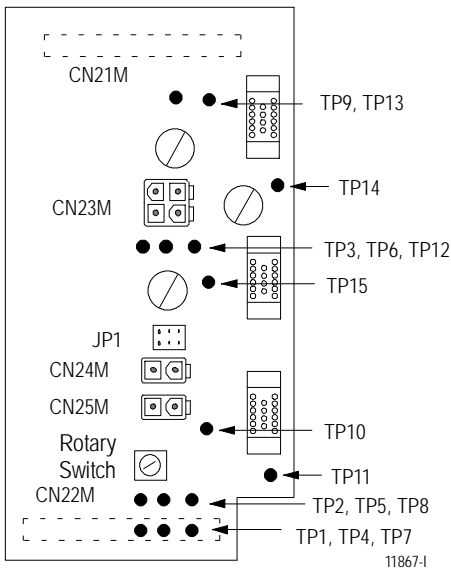 CN21M
TP9, TP13
TP14
CN23M
TP3, TP6, TP12
TP15
JP1
CN24M
CN25M
TP10
Rotary
Switch
TP11
CN22M
TP2, TP5, TP8
TP1, TP4, TP7
11867-I